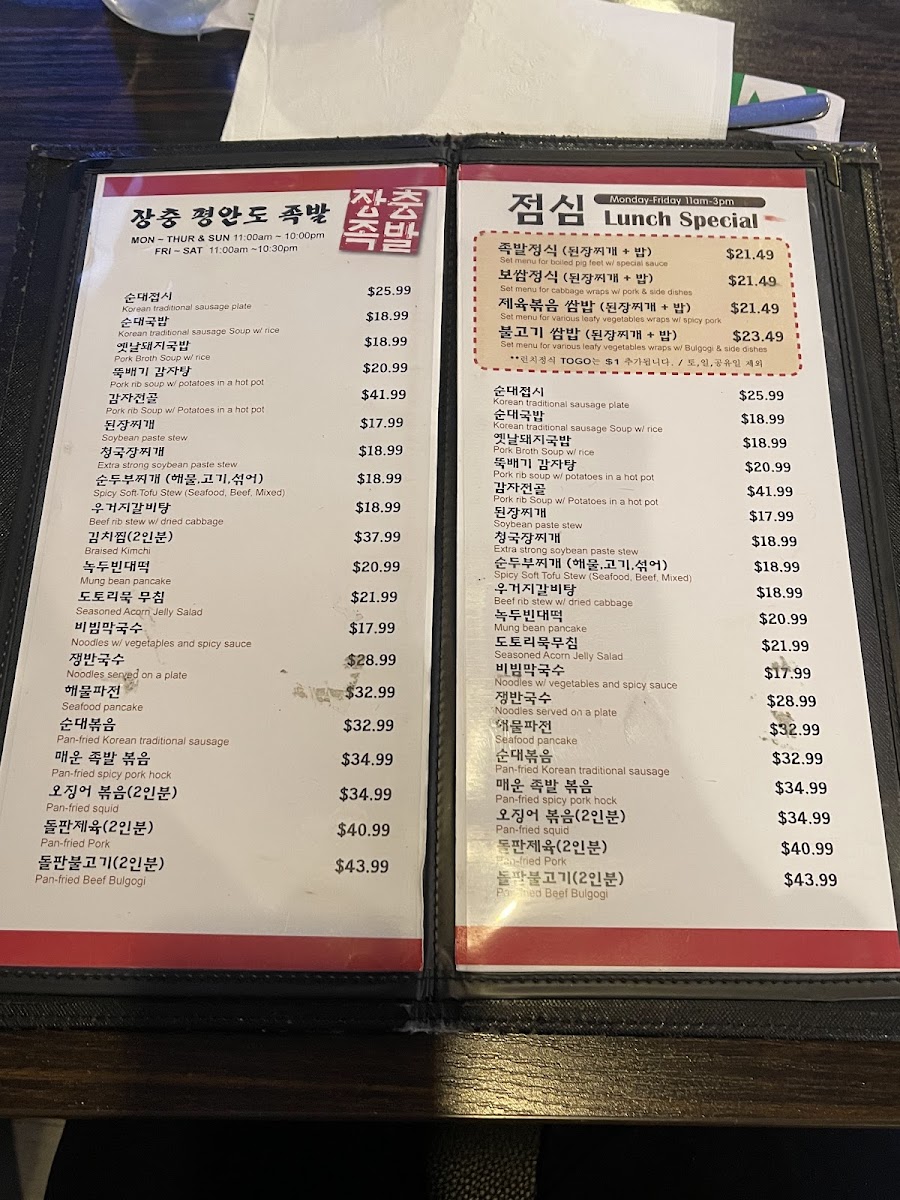 장충 평안도 족발
장충
족발
MON ~ THUR & SUN 11:00am ~ 10:00pm
FRI ~ SAT 11:00am ~10:30pm
순대접시 $25.99
Korean traditional sausage plate
순대국밥 $18.99
Korean traditional sausage Soup w/ rice
옛날돼지국밥 $18.99
Pork Broth Soup w/ rice
뚝배기 감자탕 $20.99
Pork rib soup w/ potatoes in a hot pot
감자전골 $41.99
Pork rib Soup w/ Potatoes in a hot pot
된장찌개 $17.99
Soybean paste stew
청국장찌개 $18.99
Extra strong soybean paste stew
순두부찌개 (해물,고기,섞어) $18.99
Spicy Soft-Tofu Stew (Seafood, Beef, Mixed)
우거지갈비탕 $18.99
Beef rib stew w/ dried cabbage
김치찜(2인분) $37.99
Braised Kimchi
녹두빈대떡 $20.99
Mung bean pancake
도토리묵 무침 $21.99
Seasoned Acorn Jelly Salad
비빔막국수 $17.99
Noodles w/ vegetables and spicy sauce
쟁반국수 $28.99
Noodles served on a plate
해물파전 $32.99
Seafood pancake
순대볶음 $32.99
Pan-fried Korean traditional sausage
매운 족발 볶음 $34.99
Pan-fried spicy pork hock
오징어 볶음(2인분) $34.99
Pan-fried squid
돌판제육(2인분) $40.99
Pan-fried Pork
돌판불고기(2인분) $43.99
Pan-fried Beef Bulgogi
점심 Monday-Friday 11am-3pm
Lunch Special
족발정식 (된장찌개 + 밥) $21.49
Set menu for boiled pig feet w/ special sauce
보쌈정식 (된장찌개 + 밥) $21.49
Set menu for cabbage wraps w/ pork & side dishes
제육볶음 쌈밥 (된장찌개 + 밥) $21.49
Set menu for various leafy vegetables wraps w/ spicy pork
불고기 쌈밥 (된장찌개 + 밥) $23.49
Set menu for various leafy vegetables wraps w/ Bulgogi & side dishes
**런치정식 TOGO는 $1 추가됩니다. / 토,일,공유일 제외
순대접시 $25.99
Korean traditional sausage plate
순대국밥 $18.99
Korean traditional sausage Soup w/ rice
옛날돼지국밥 $18.99
Pork Broth Soup w/ rice
뚝배기 감자탕 $20.99
Pork rib soup w/ potatoes in a hot pot
감자전골 $41.99
Pork rib Soup w/ Potatoes in a hot pot
된장찌개 $17.99
Soybean paste stew
청국장찌개 $18.99
Extra strong soybean paste stew
순두부찌개 (해물,고기,섞어) $18.99
Spicy Soft Tofu Stew (Seafood, Beef, Mixed)
우거지갈비탕 $18.99
Beef rib stew w/ dried cabbage
녹두빈대떡 $20.99
Mung bean pancake
도토리묵무침 $21.99
Seasoned Acorn Jelly Salad
비빔막국수 $17.99
Noodles w/ vegetables and spicy sauce
쟁반국수 $28.99
Noodles served on a plate
해물파전 $32.99
Seafood pancake
순대볶음 $32.99
Pan-fried Korean traditional sausage
매운 족발 볶음 $34.99
Pan-fried spicy pork hock
오징어 볶음(2인분) $34.99
Pan-fried squid
돌판제육(2인분) $40.99
Pan-fried Pork
돌판불고기(2인분) $43.99
Pan-fried Beef Bulgogi